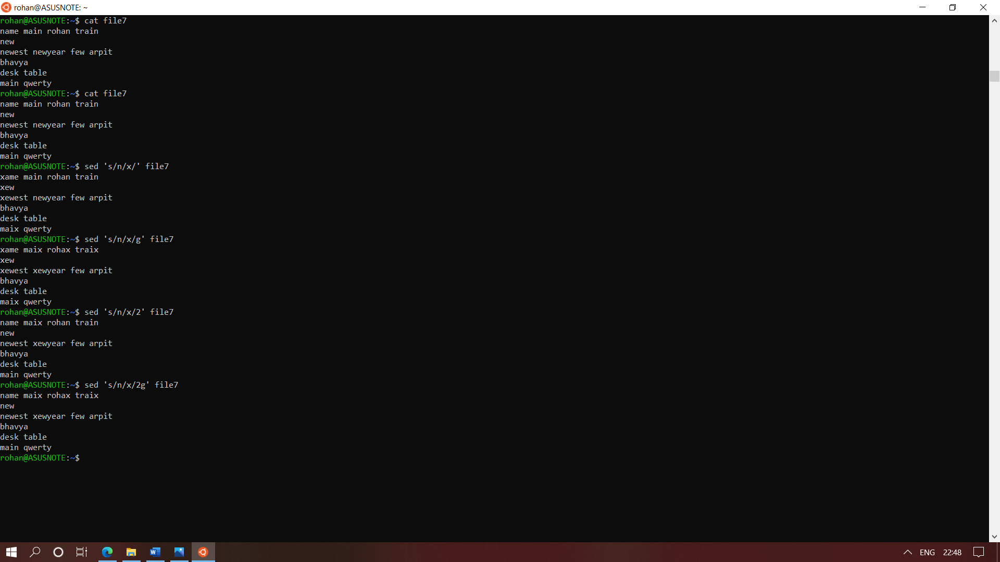 rohan@ASUSNOTE: ~
rohan@ASUSNOTE:~$ cat file7
name main rohan train
new
newest newyear few arpit
bhavya
desk table
main qwerty
rohan@ASUSNOTE:~$ cat file7
name main rohan train
new
newest newyear few arpit
bhavya
desk table
main qwerty
rohan@ASUSNOTE:~$ sed 's/n/x/' file7
xame main rohan train
xew
xewest newyear few arpit
bhavya
desk table
maix qwerty
rohan@ASUSNOTE:~$ sed 's/n/x/g' file7
xame maix rohax traix
xew
xewest xewyear few arpit
bhavya
desk table
maix qwerty
rohan@ASUSNOTE:~$ sed 's/n/x/2' file7
name maix rohan train
new
newest xewyear few arpit
bhavya
desk table
main qwerty
rohan@ASUSNOTE:~$ sed 's/n/x/2g' file7
name maix rohax traix
new
newest xewyear few arpit
bhavya
desk table
main qwerty
rohan@ASUSNOTE:~$
W ENG 22:48